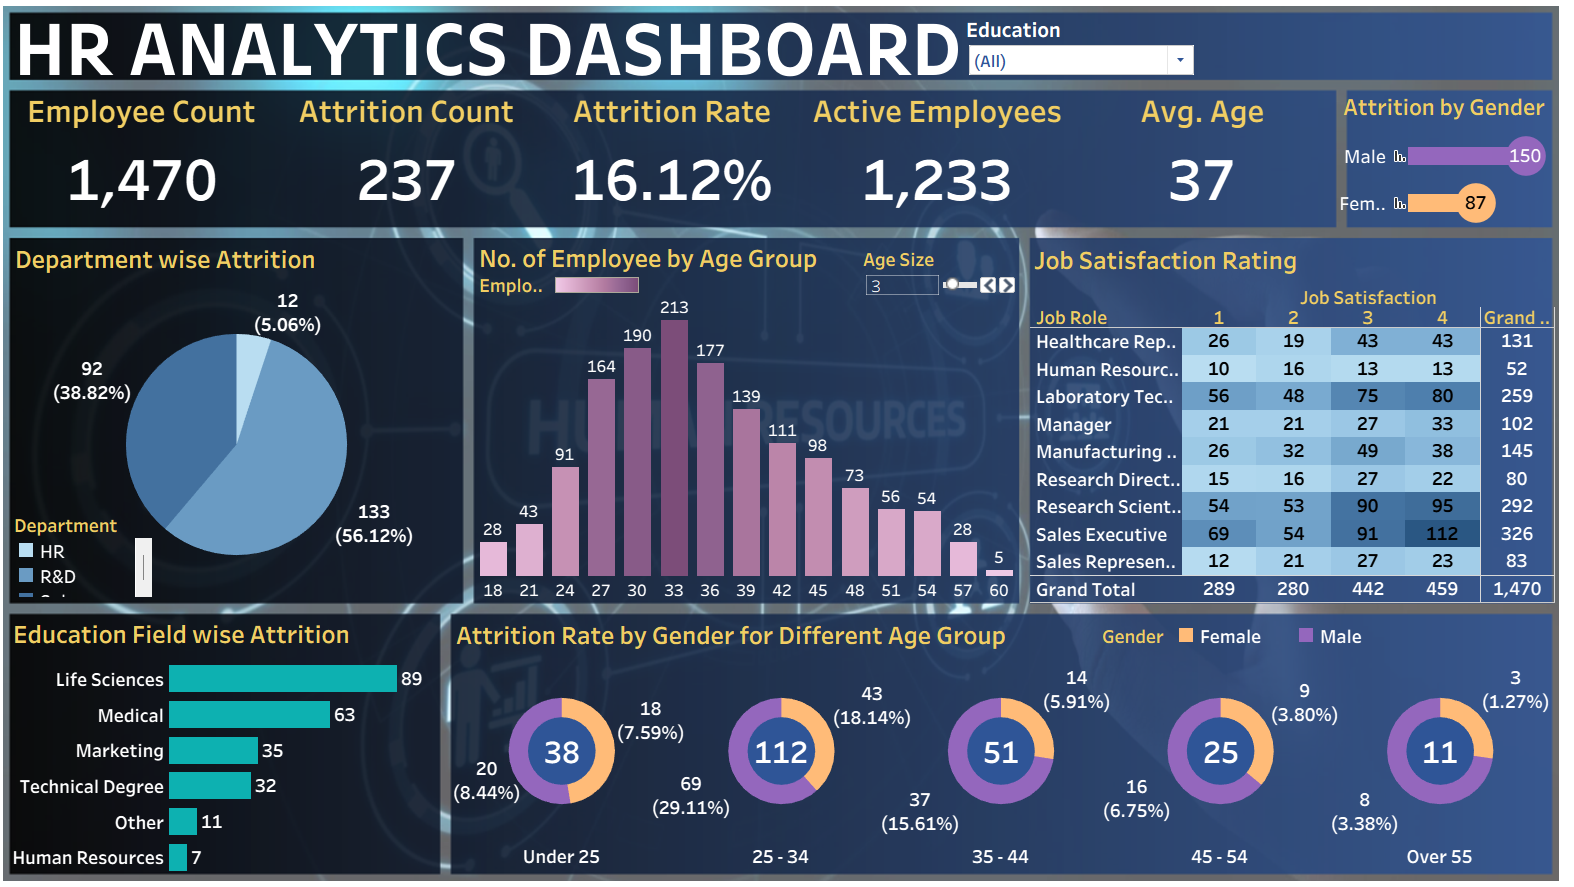 HR ANALYTICS DASHBOARD
Education
(All)
Employee Count Attrition Count Attrition Rate Active Employees Avg. Age
1,470 237 16.12% 1,233 37
Attrition by Gender
Male 150
Fem.. 87
Department wise Attrition
12
(5.06%)
92
(38.82%)
133
(56.12%)
Department
HR
R&D
No. of Employee by Age Group
Emplo..
Age Size
3
28 43 91 164 190 213 177 139 111 98 73 56 54 28 5
18 21 24 27 30 33 36 39 42 45 48 51 54 57 60
HUMAN RESOURCES
Job Satisfaction Rating
Job Satisfaction
Job Role 1 2 3 4 Grand ..
Healthcare Rep.. 26 19 43 43 131
Human Resourc.. 10 16 13 13 52
Laboratory Tec.. 56 48 75 80 259
Manager 21 21 27 33 102
Manufacturing .. 26 32 49 38 145
Research Direct.. 15 16 27 22 80
Research Scient.. 54 53 90 95 292
Sales Executive 69 54 91 112 326
Sales Represen.. 12 21 27 23 83
Grand Total 289 280 442 459 1,470
Education Field wise Attrition
Life Sciences 89
Medical 63
Marketing 35
Technical Degree 32
Other 11
Human Resources 7
Attrition Rate by Gender for Different Age Group
Gender Female Male
18
(7.59%)
38
20
(8.44%)
Under 25
43
(18.14%)
112
69
(29.11%)
25 - 34
14
(5.91%)
51
37
(15.61%)
35 - 44
9
(3.80%)
25
16
(6.75%)
45 - 54
3
(1.27%)
11
8
(3.38%)
Over 55